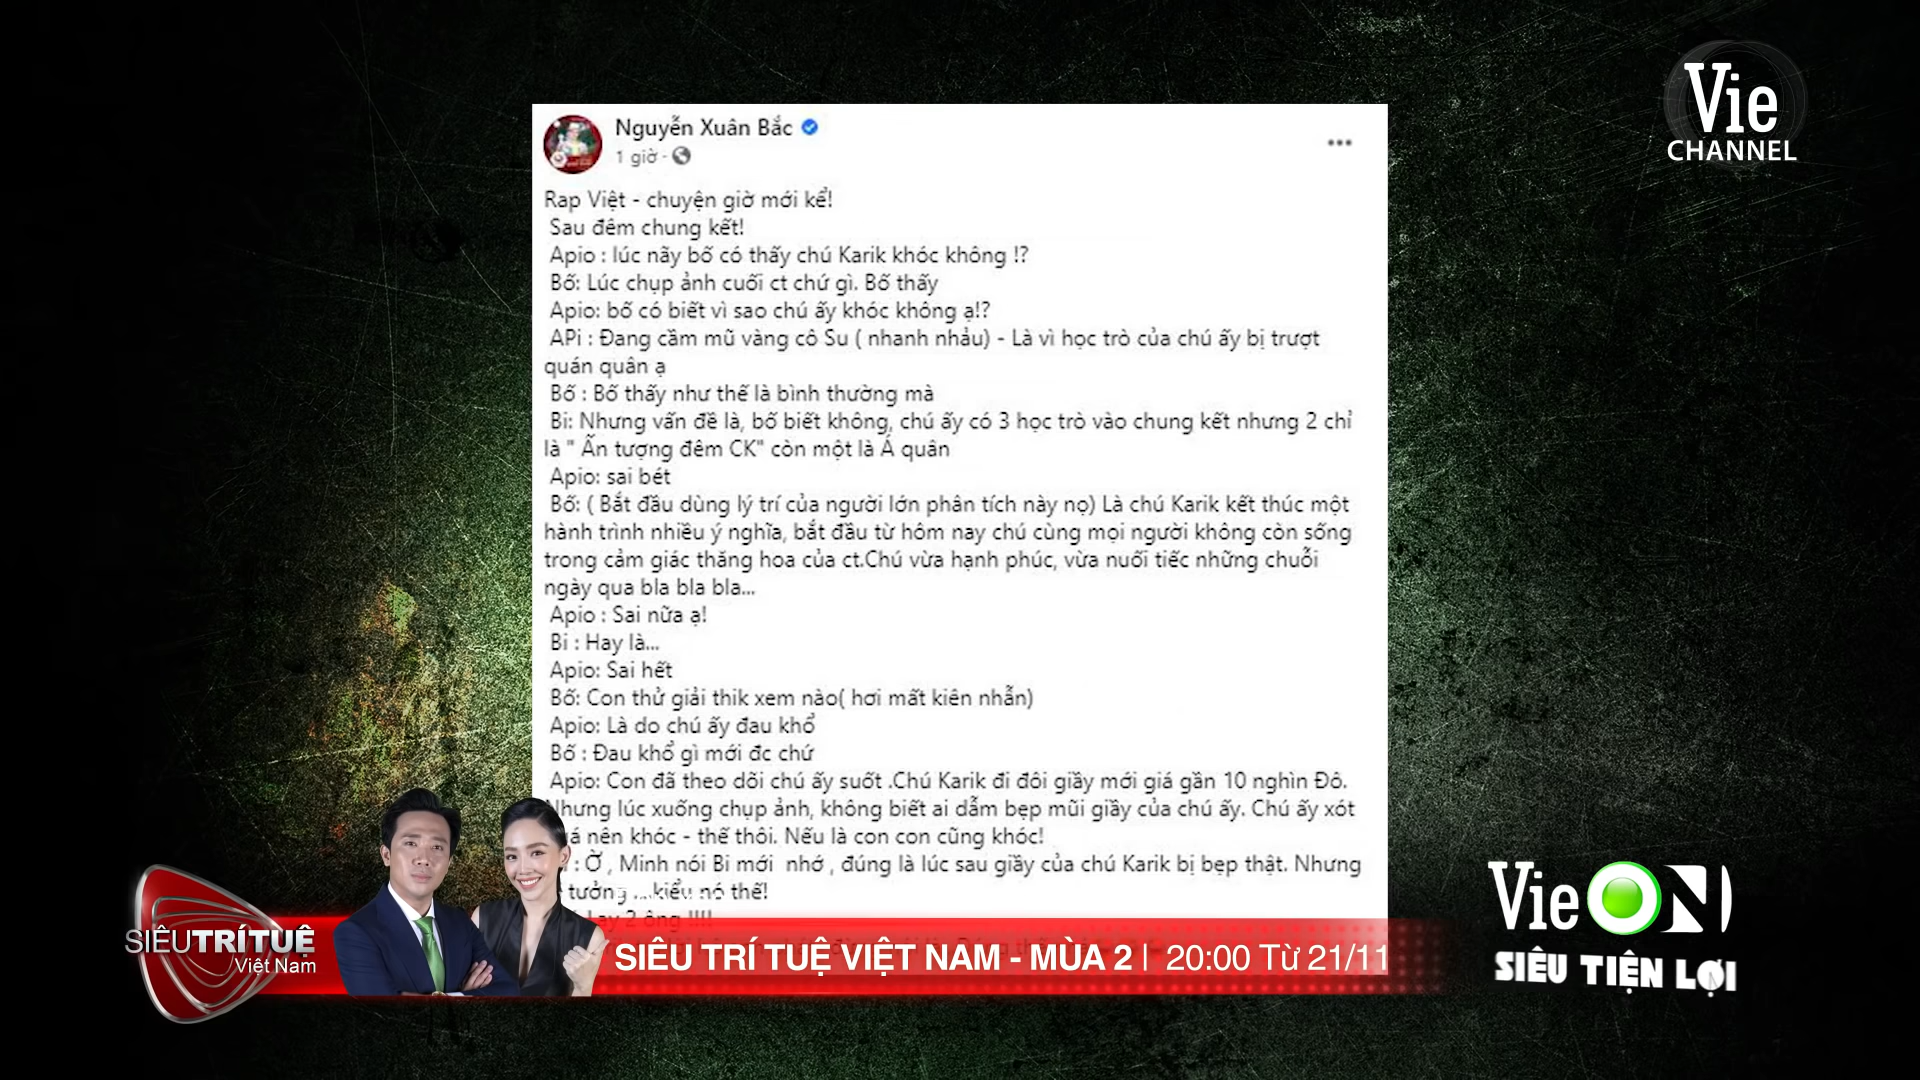 Vie
CHANNEL
Nguyễn Xuân Bắc
1 giờ ·
Rap Việt - chuyện giờ mới kể!
Sau đêm chung kết!
Apio : lúc nãy bố có thấy chú Karik khóc không !?
Bố: Lúc chụp ảnh cuối ct chứ gì. Bố thấy
Apio: bố có biết vì sao chú ấy khóc không ạ!?
APi : Đang cầm mũ vàng cô Su ( nhanh nhảu) - Là vì học trò của chú ấy bị trượt
quán quân ạ
Bố : Bố thấy như thế là bình thường mà
Bi: Nhưng vấn đề là, bố biết không, chú ấy có 3 học trò vào chung kết nhưng 2 chỉ
là " Ấn tượng đêm CK" còn một là Á quân
Apio: sai bét
Bố: ( Bắt đầu dùng lý trí của người lớn phân tích này nọ) Là chú Karik kết thúc một
hành trình nhiều ý nghĩa, bắt đầu từ hôm nay chú cùng mọi người không còn sống
trong cảm giác thăng hoa của ct.Chú vừa hạnh phúc, vừa nuối tiếc những chuỗi
ngày qua bla bla bla...
Apio : Sai nữa ạ!
Bi : Hay là...
Apio: Sai hết
Bố: Con thử giải thik xem nào( hơi mất kiên nhẫn)
Apio: Là do chú ấy đau khổ
Bố : Đau khổ gì mới đc chứ
Apio: Con đã theo dõi chú ấy suốt .Chú Karik đi đôi giầy mới giá gần 10 nghìn Đô.
Nhưng lúc xuống chụp ảnh, không biết ai dẫm bẹp mũi giầy của chú ấy. Chú ấy xót
nên khóc - thế thôi. Nếu là con con cũng khóc!
: Ờ , Minh nói Bi mới nhớ , đúng là lúc sau giầy của chú Karik bị bẹp thật. Nhưng
tưởng ... kiểu nó thế!
Lạy 2 ông !!!!
SIÊU TRÍ TUỆ
Việt Nam
SIÊU TRÍ TUỆ VIỆT NAM - MÙA 2 | 20:00 Từ 21/11
VieON
SIÊU TIỆN LỢI